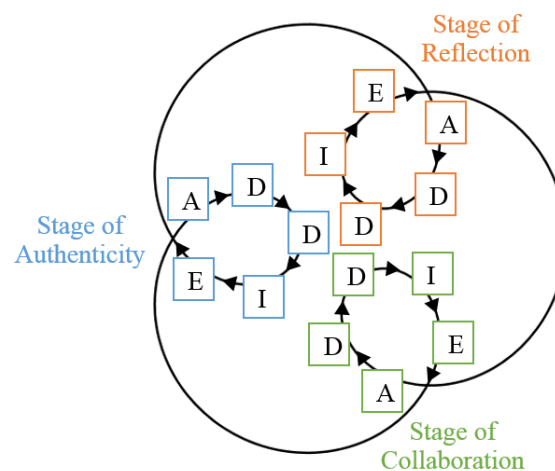 Stage of
Reflection
E
A
I
D
D
A
D
D
E
I
Stage of
Authenticity
D
I
D
E
A
Stage of
Collaboration